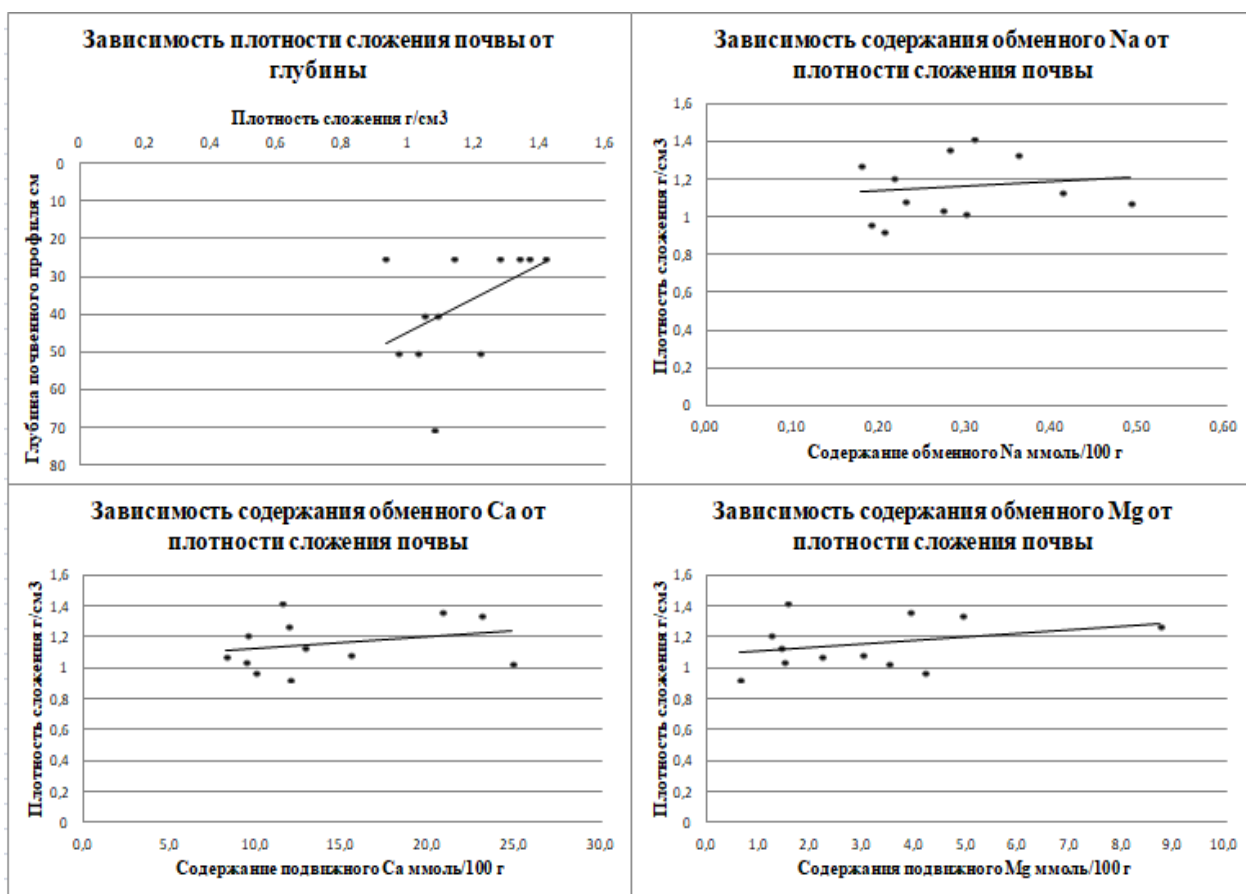 Зависимость плотности сложения почвы от
глубины
Плотность сложения г/см3
0 0,2 0,4 0,6 0,8 1 1,2 1,4 1,6
0
10
20
30
40
50
60
70
80
Глубина почвенного профиля см
Зависимость содержания обменного Na от
плотности сложения почвы
1,6
1,4
1,2
1
0,8
0,6
0,4
0,2
0
Плотность сложения г/см3
0,00 0,10 0,20 0,30 0,40 0,50 0,60
Содержание обменного Na ммоль/100 г
Зависимость содержания обменного Ca от
плотности сложения почвы
1,6
1,4
1,2
1
0,8
0,6
0,4
0,2
0
Плотность сложения г/см3
0,0 5,0 10,0 15,0 20,0 25,0 30,0
Содержание подвижного Ca ммоль/100 г
Зависимость содержания обменного Mg от
плотности сложения почвы
1,6
1,4
1,2
1
0,8
0,6
0,4
0,2
0
Плотность сложения г/см3
0,0 1,0 2,0 3,0 4,0 5,0 6,0 7,0 8,0 9,0 10,0
Содержания подвижного Mg ммоль/100 г